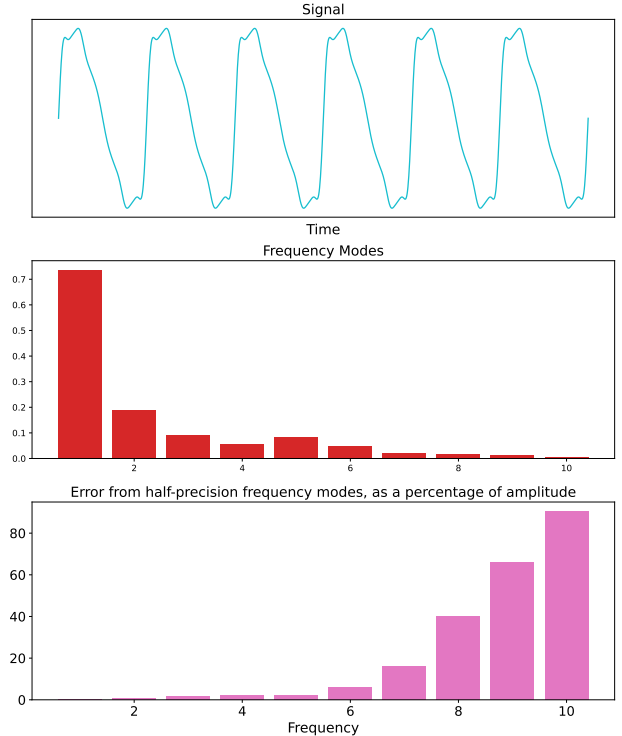 Signal
Time
Frequency Modes
0.7
0.6
0.5
0.4
0.3
0.2
0.1
0.0
2 4 6 8 10
Error from half-precision frequency modes, as a percentage of amplitude
80
60
40
20
0
2 4 6 8 10
Frequency